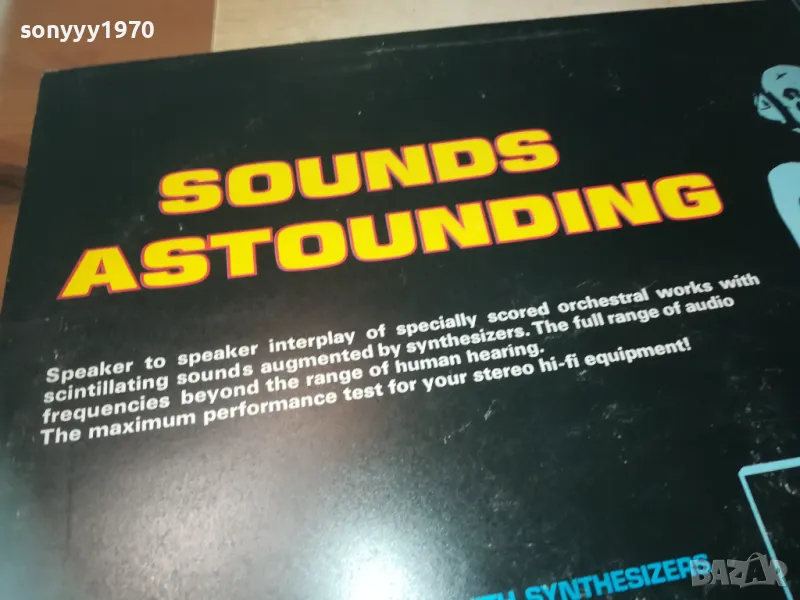 sonyyy1970
SOUNDS
ASTOUNDING
Speaker to speaker interplay of specially scored orchestral works with
scintillating sounds augmented by synthesizers. The full range of audio
frequencies beyond the range of human hearing.
The maximum performance test for your stereo hi-fi equipment!
SYNTHESIZERS
BAZAR